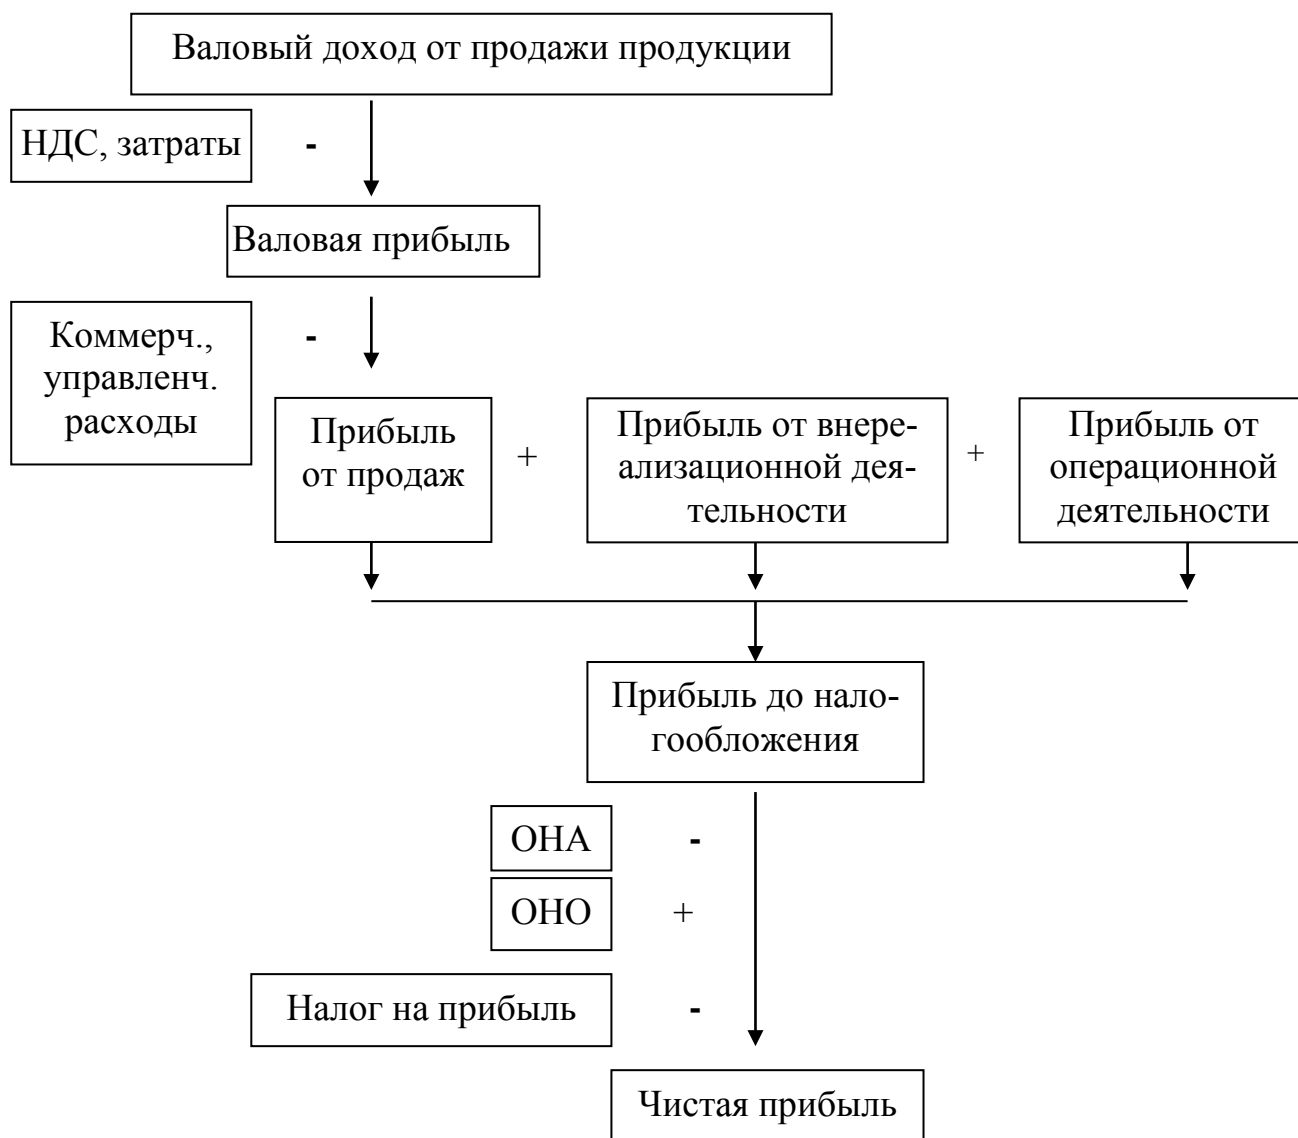 Валовый доход от продажи продукции
НДС, затраты
-
Валовая прибыль
Коммерч.,
управленч.
расходы
-
Прибыль
от продаж
+
Прибыль от внере-
ализационной дея-
тельности
+
Прибыль от
операционной
деятельности
Прибыль до нало-
гообложения
ОНА
-
ОНО
+
Налог на прибыль
-
Чистая прибыль